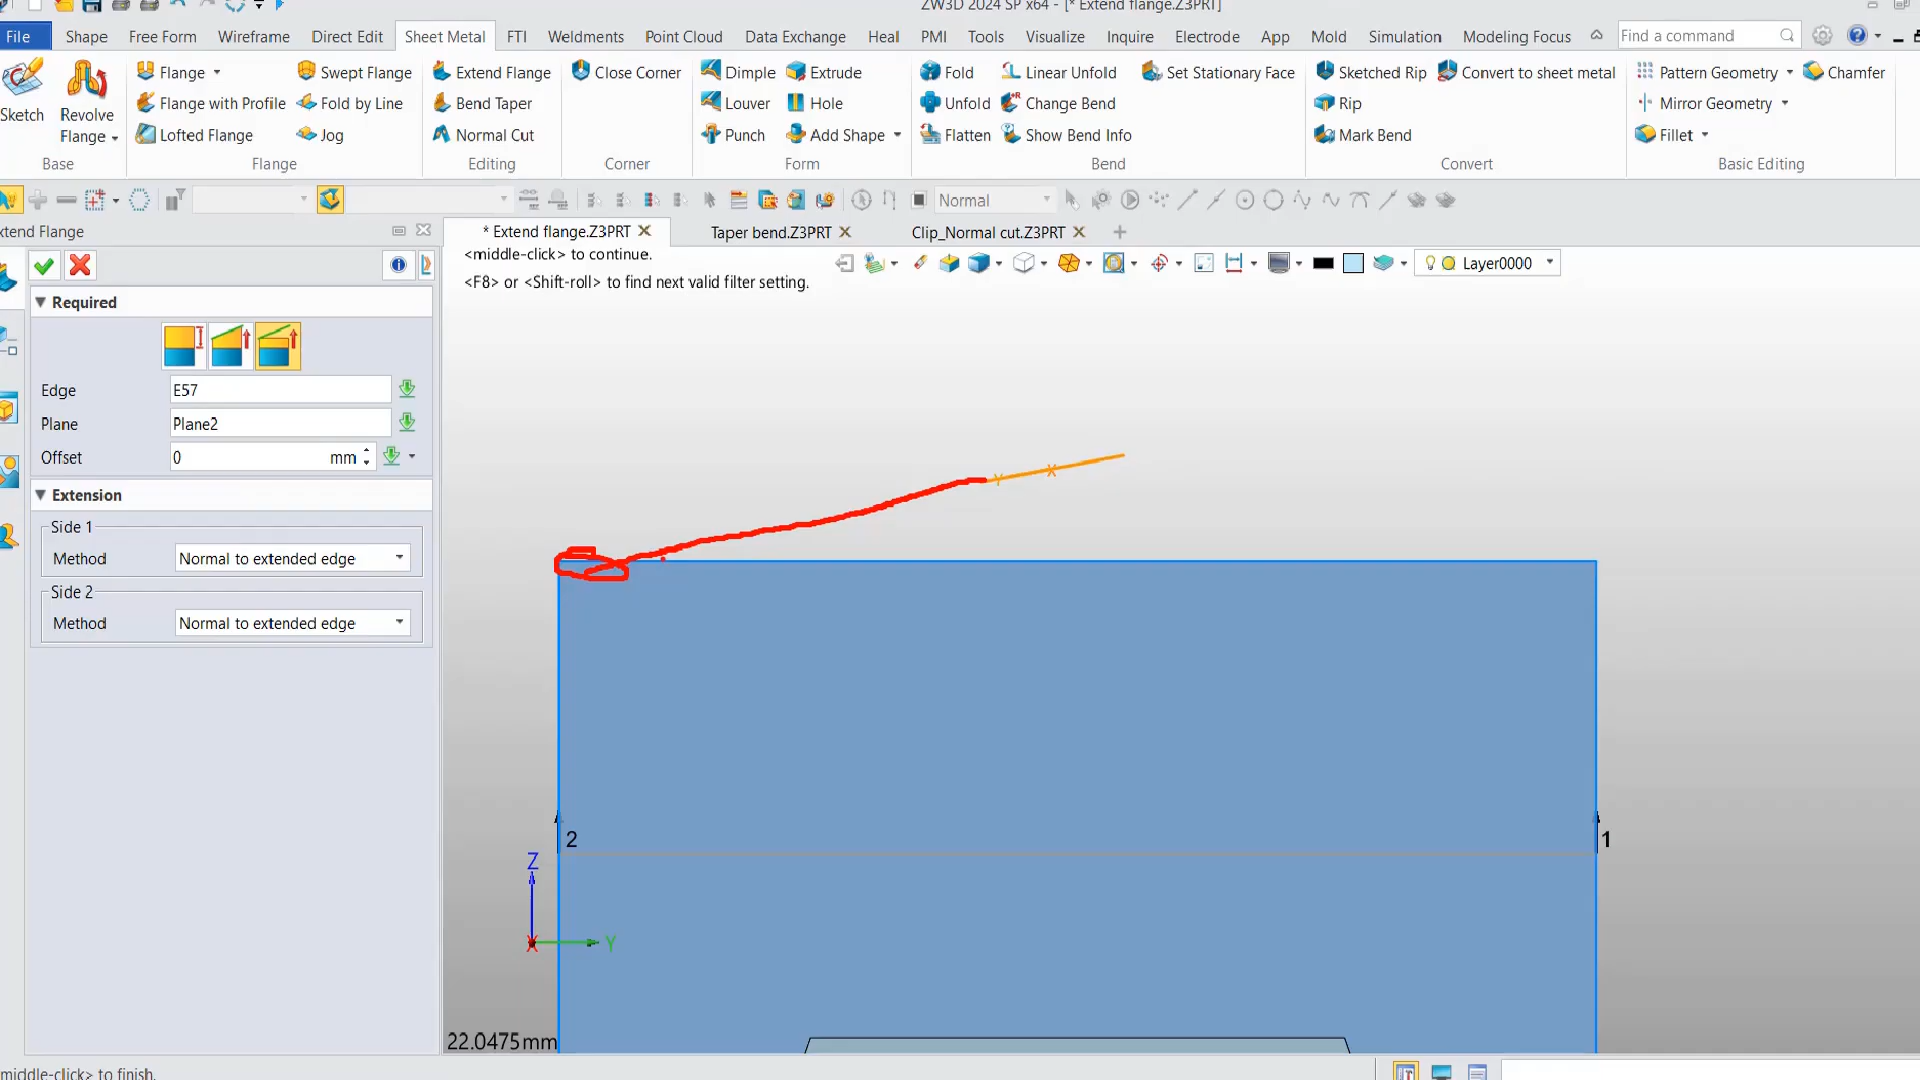 ZW3D 2024 SP x64 - [* Extend flange.Z3PRT]
File Shape Free Form Wireframe Direct Edit Sheet Metal FTI Weldments Point Cloud Data Exchange Heal PMI Tools Visualize Inquire Electrode App Mold Simulation Modeling Focus Find a command
Flange Swept Flange Extend Flange Close Corner Dimple Extrude Fold Linear Unfold Set Stationary Face Sketched Rip Convert to sheet metal Pattern Geometry Chamfer
Flange with Profile Fold by Line Bend Taper Louver Hole Unfold Change Bend Rip Mirror Geometry
Sketch Revolve
Flange Lofted Flange Jog Normal Cut Punch Add Shape Flatten Show Bend Info Mark Bend Fillet
Base Flange Editing Corner Form Bend Convert Basic Editing
Normal
xtend Flange
* Extend flange.Z3PRT Taper bend.Z3PRT Clip_Normal cut.Z3PRT
<middle-click> to continue.
<F8> or <Shift-roll> to find next valid filter setting.
Layer0000
Required
Edge E57
Plane Plane2
Offset 0 mm
Extension
Side 1
Method Normal to extended edge
Side 2
Method Normal to extended edge
Y X
2 1
Z
X Y
22.0475mm
middle-click> to finish.